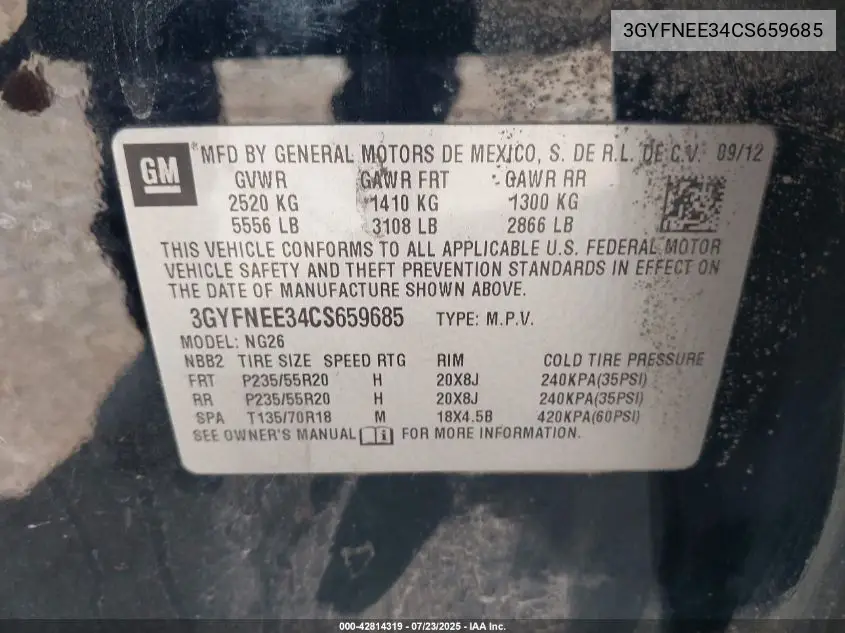 3GYFNEE34CS659685
GM *MFD BY GENERAL MOTORS DE MEXICO, S. DE R.L. DE C.V. 09/12
GVWR GAWR FRT GAWR RR
2520 KG 1410 KG 1300 KG
5556 LB 3108 LB 2866 LB
THIS VEHICLE CONFORMS TO ALL APPLICABLE U.S. FEDERAL MOTOR
VEHICLE SAFETY AND THEFT PREVENTION STANDARDS IN EFFECT ON
THE DATE OF MANUFACTURE SHOWN ABOVE.
3GYFNEE34CS659685 TYPE: M.P.V.
MODEL: NG26
NBB2 TIRE SIZE SPEED RTG RIM COLD TIRE PRESSURE
FRT P235/55R20 H 20X8J 240KPA(35PSI)
RR P235/55R20 H 20X8J 240KPA(35PSI)
SPA T135/70R18 M 18X4.5B 420KPA(60PSI)
SEE OWNER'S MANUAL i FOR MORE INFORMATION.
000-42814319 - 07/23/2025 - IAA Inc.